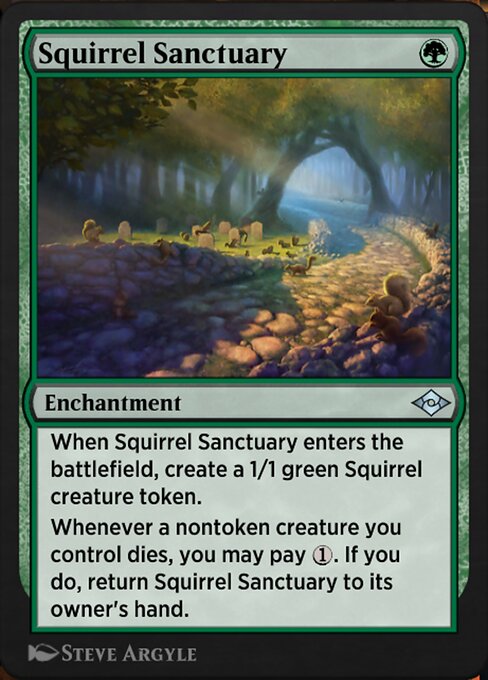 Squirrel Sanctuary
Enchantment
When Squirrel Sanctuary enters the
battlefield, create a 1/1 green Squirrel
creature token.
Whenever a nontoken creature you
control dies, you may pay 1. If you
do, return Squirrel Sanctuary to its
owner's hand.
Steve Argyle